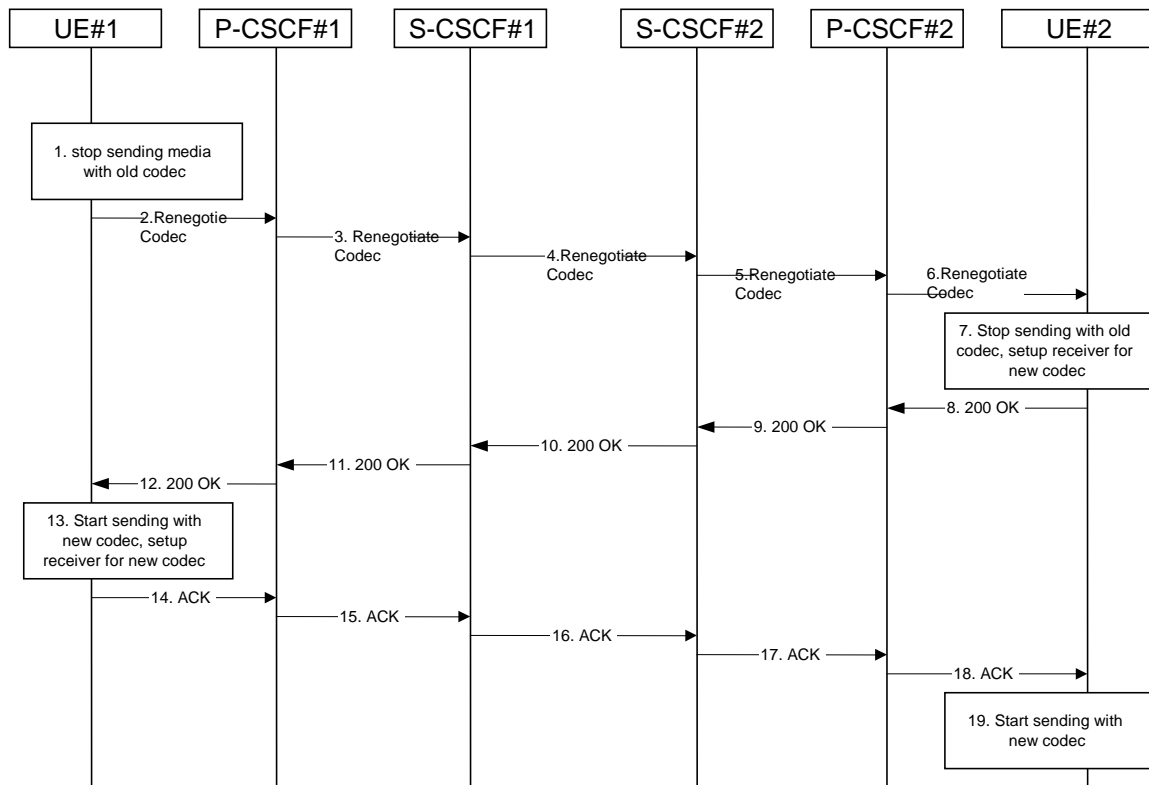 UE#1
P-CSCF#1
S-CSCF#1
S-CSCF#2
P-CSCF#2
UE#2
1. stop sending media
with old codec
2.Renegotie
Codec
3. Renegotiate
Codec
4.Renegotiate
Codec
5.Renegotiate
Codec
6.Renegotiate
Codec
7. Stop sending with old
codec, setup receiver for
new codec
8. 200 OK
9. 200 OK
10. 200 OK
11. 200 OK
12. 200 OK
13. Start sending with
new codec, setup
receiver for new codec
14. ACK
15. ACK
16. ACK
17. ACK
18. ACK
19. Start sending with
new codec